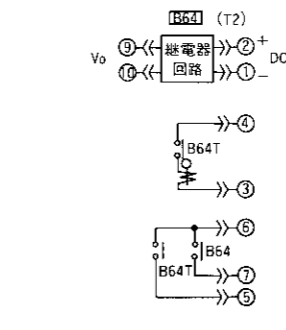 B64 (T2)
⑨ 継電器 ② +
Vo DC
⑩ 回路 ① −
④
B64T
③
⑥
B64
B64T ⑦
⑤